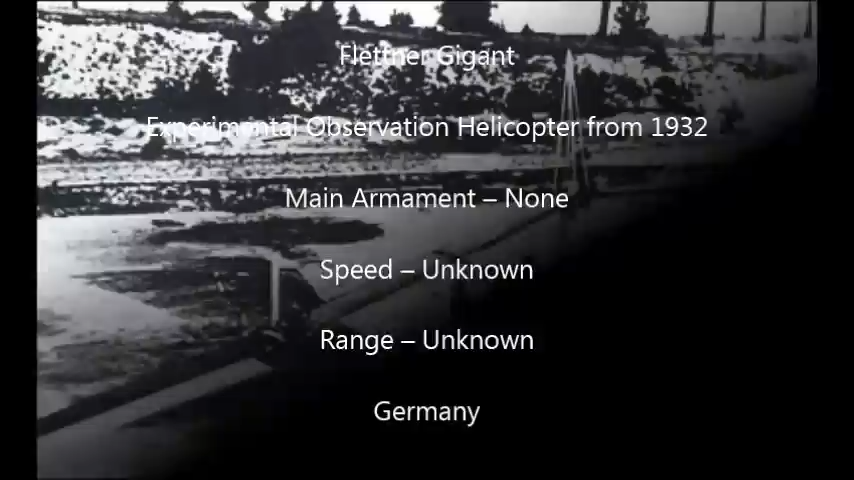 Flettner Gigant
Experimental Observation Helicopter from 1932
Main Armament – None
Speed – Unknown
Range – Unknown
Germany